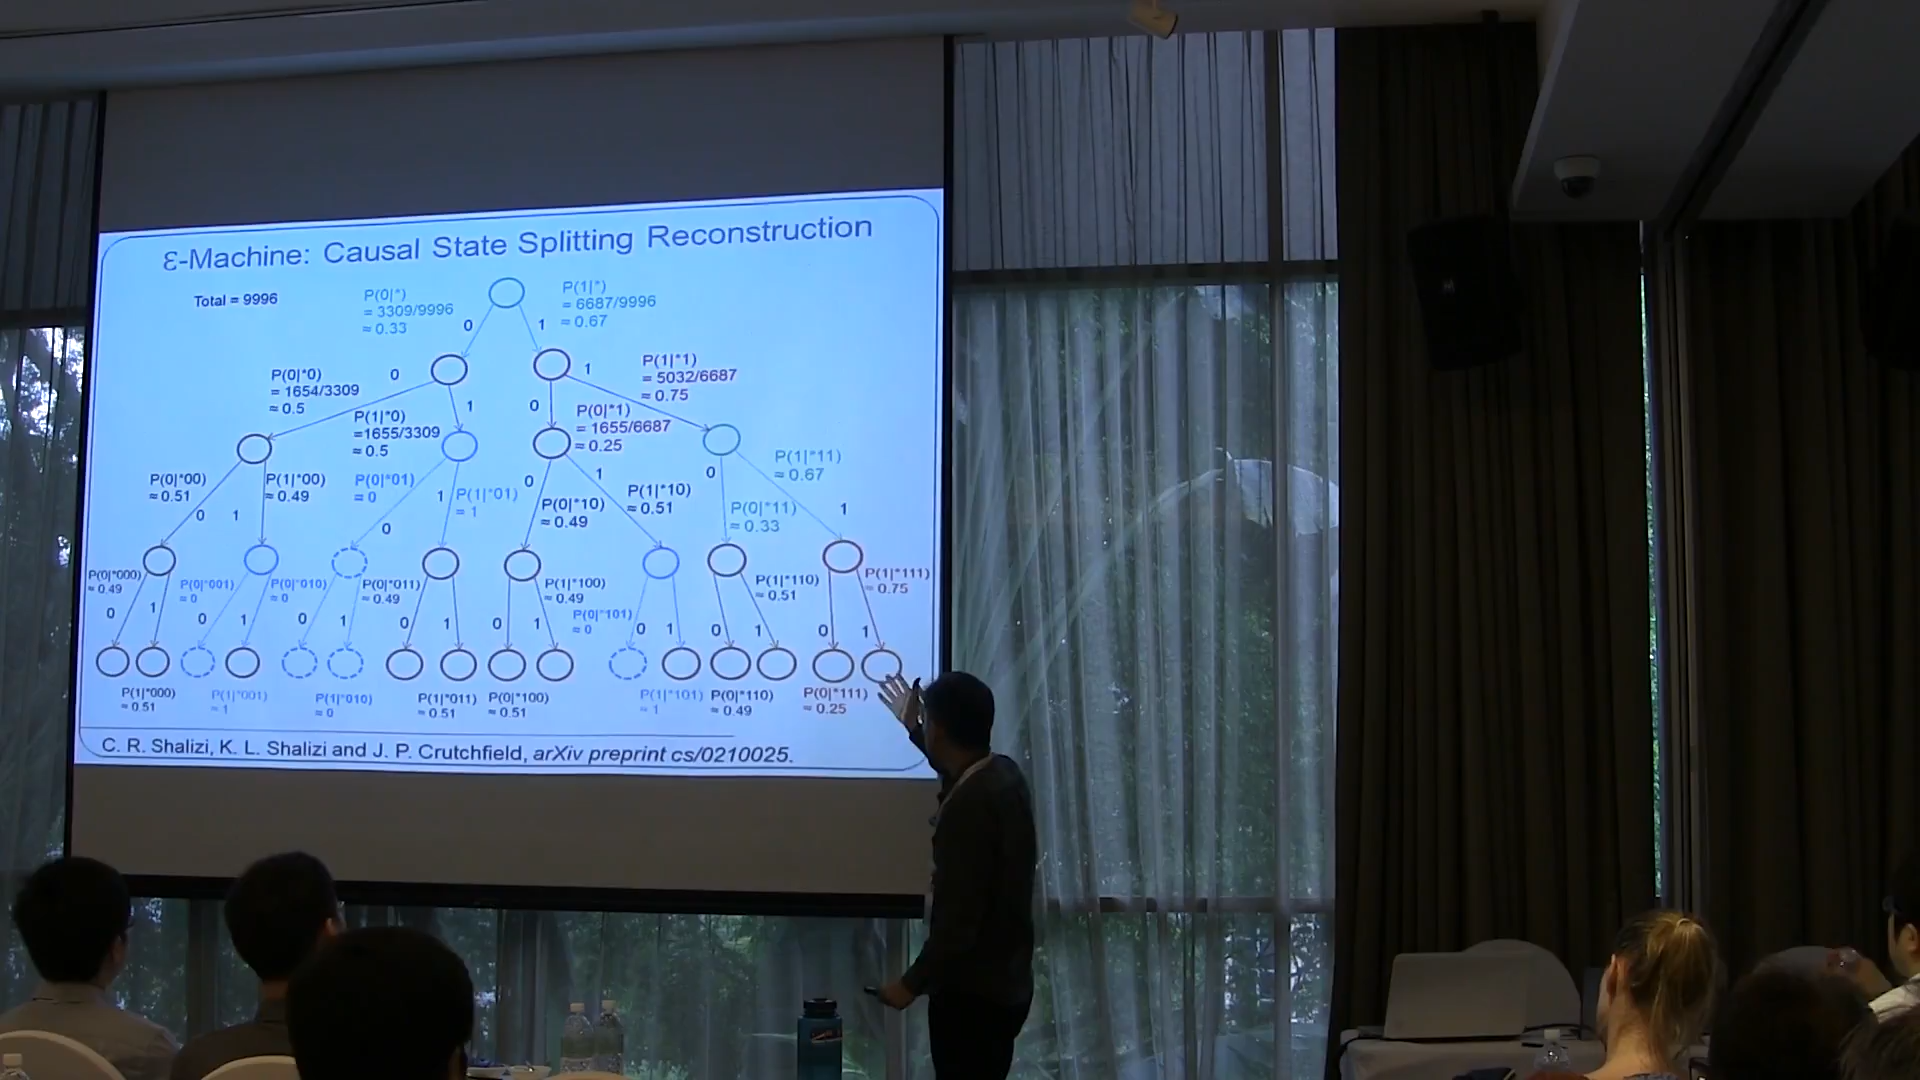 ε-Machine: Causal State Splitting Reconstruction
Total = 9996
P(0|*)
= 3309/9996
≈ 0.33
P(1|*)
= 6687/9996
≈ 0.67
0
1
P(0|*0)
= 1654/3309
≈ 0.5
0
P(1|*0)
=1655/3309
≈ 0.5
1
0
P(0|*1)
= 1655/6687
≈ 0.25
1
P(1|*1)
= 5032/6687
≈ 0.75
P(0|*00)
≈ 0.51
0
1
P(1|*00)
≈ 0.49
P(0|*01)
≈ 0
0
1
P(1|*01)
≈ 1
0
P(0|*10)
≈ 0.49
1
P(1|*10)
≈ 0.51
0
P(0|*11)
≈ 0.33
P(1|*11)
≈ 0.67
1
P(0|*000)
≈ 0.49
0
1
P(0|*001)
≈ 0
0
1
P(0|*010)
≈ 0
0
1
P(0|*011)
≈ 0.49
0
1
0
1
P(1|*100)
≈ 0.49
P(0|*101)
≈ 0
0
1
0
1
P(1|*110)
≈ 0.51
0
1
P(1|*111)
≈ 0.75
P(1|*000)
≈ 0.51
P(1|*001)
≈ 1
P(1|*010)
≈ 0
P(1|*011)
≈ 0.51
P(0|*100)
≈ 0.51
P(1|*101)
≈ 1
P(0|*110)
≈ 0.49
P(0|*111)
≈ 0.25
C. R. Shalizi, K. L. Shalizi and J. P. Crutchfield, arXiv preprint cs/0210025.